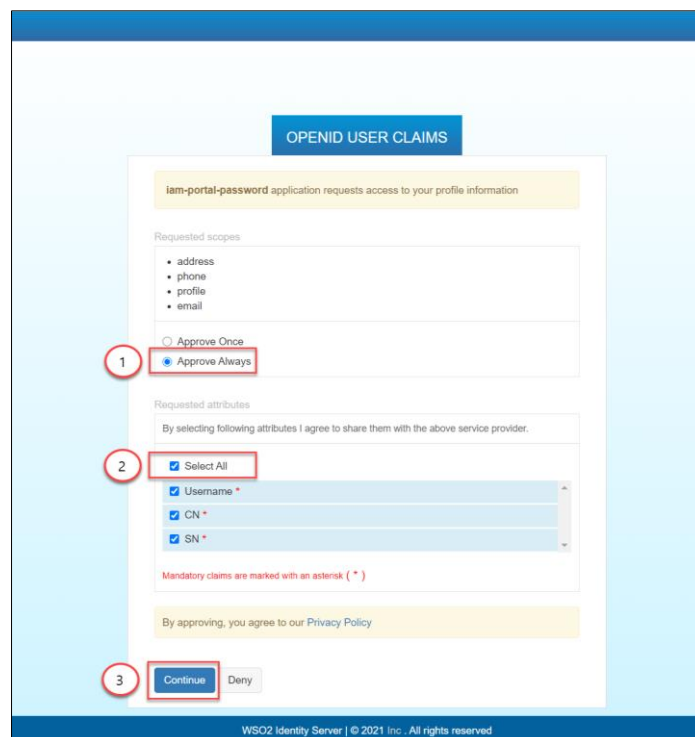 OPENID USER CLAIMS
iam-portal-password application requests access to your profile information
Requested scopes
address
phone
profile
email
Approve Once
1
Approve Always
Requested attributes
By selecting following attributes I agree to share them with the above service provider.
2
Select All
Username *
CN *
SN *
Mandatory claims are marked with an asterisk ( * )
By approving, you agree to our Privacy Policy
3
Continue
Deny
WSO2 Identity Server | © 2021 Inc . All rights reserved